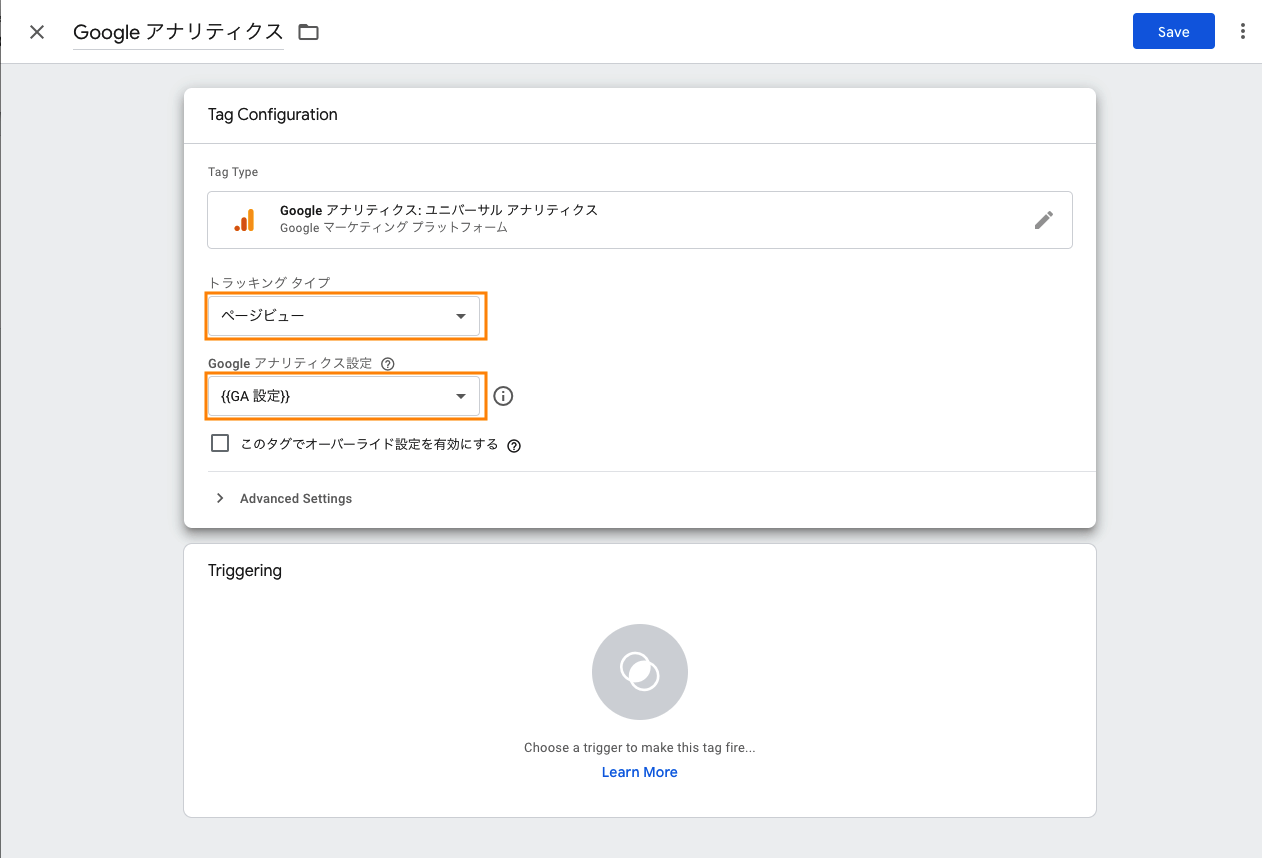 Google アナリティクス
Save
Tag Configuration
Tag Type
Google アナリティクス: ユニバーサル アナリティクス
Google マーケティング プラットフォーム
トラッキング タイプ
ページビュー
Google アナリティクス設定
{{GA 設定}}
このタグでオーバーライド設定を有効にする
Advanced Settings
Triggering
Choose a trigger to make this tag fire...
Learn More